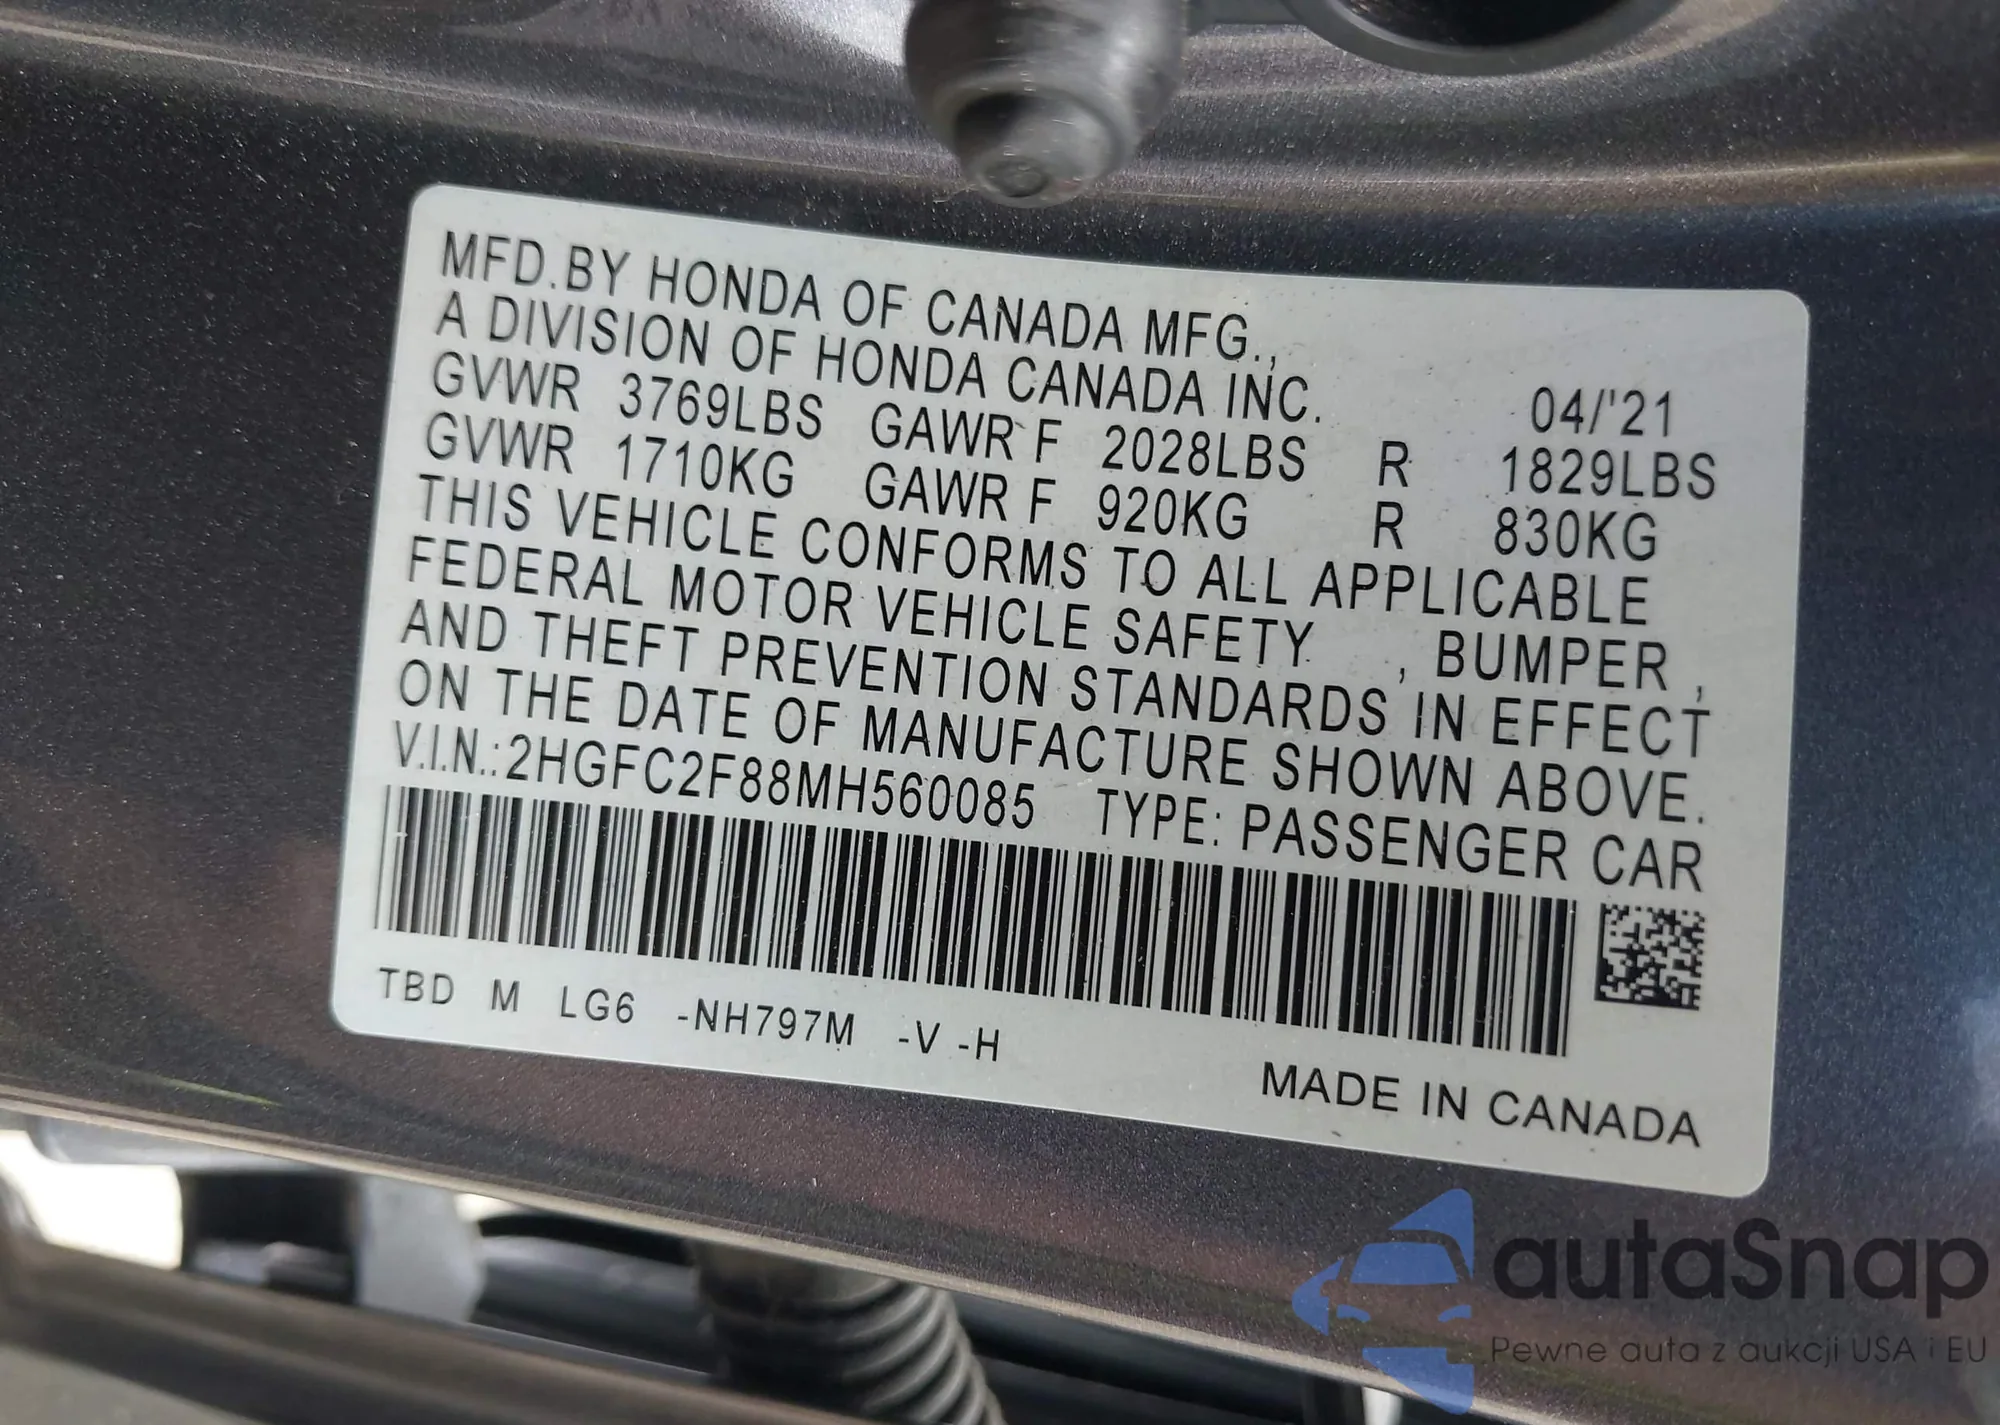 MFD.BY HONDA OF CANADA MFG.,
A DIVISION OF HONDA CANADA INC. 04/'21
GVWR 3769LBS GAWR F 2028LBS R 1829LBS
GVWR 1710KG GAWR F 920KG R 830KG
THIS VEHICLE CONFORMS TO ALL APPLICABLE
FEDERAL MOTOR VEHICLE SAFETY , BUMPER ,
AND THEFT PREVENTION STANDARDS IN EFFECT
ON THE DATE OF MANUFACTURE SHOWN ABOVE.
V.I.N.:2HGFC2F88MH560085 TYPE: PASSENGER CAR
TBD M LG6 -NH797M -V -H
MADE IN CANADA
autaSnap
Pewne auta z aukcji USA i EU